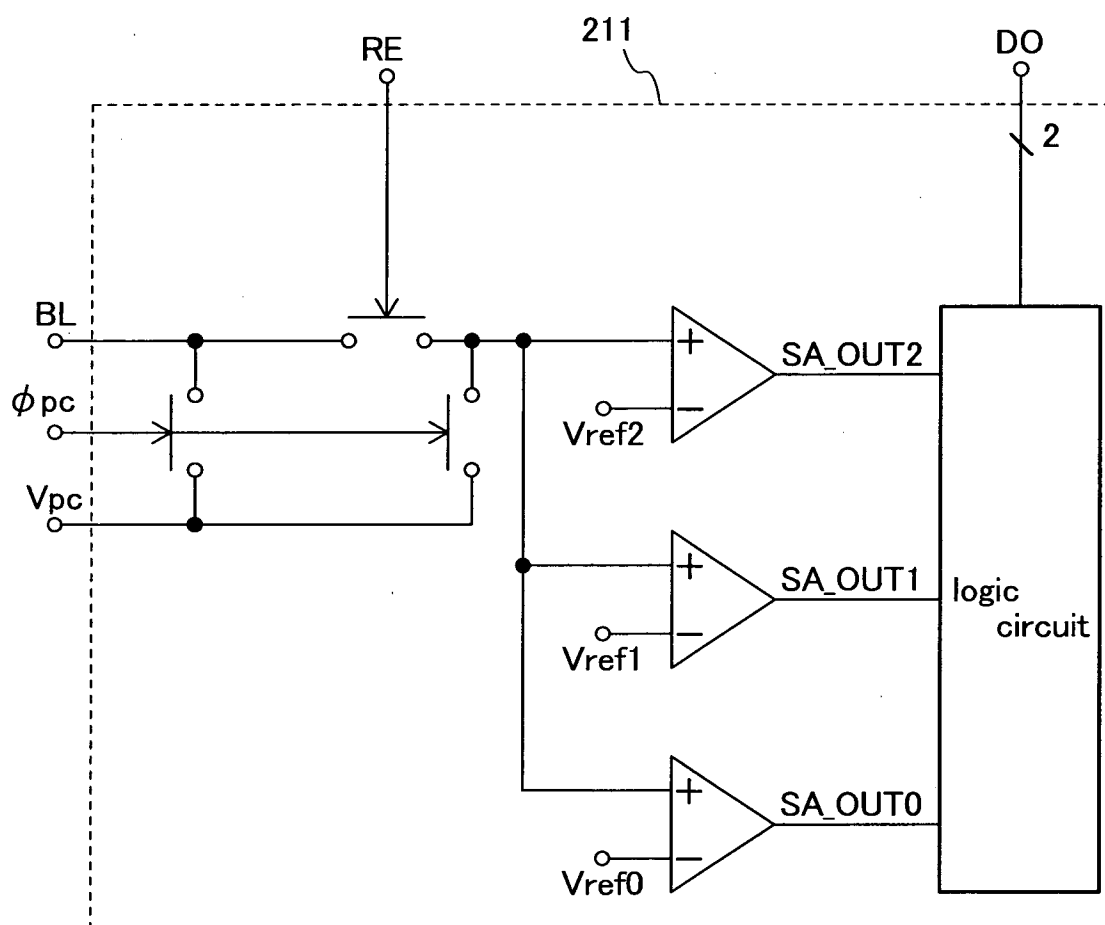 211
RE
DO
2
BL
ϕpc
Vpc
+
−
Vref2
SA_OUT2
+
−
Vref1
SA_OUT1
logic
circuit
+
−
Vref0
SA_OUT0